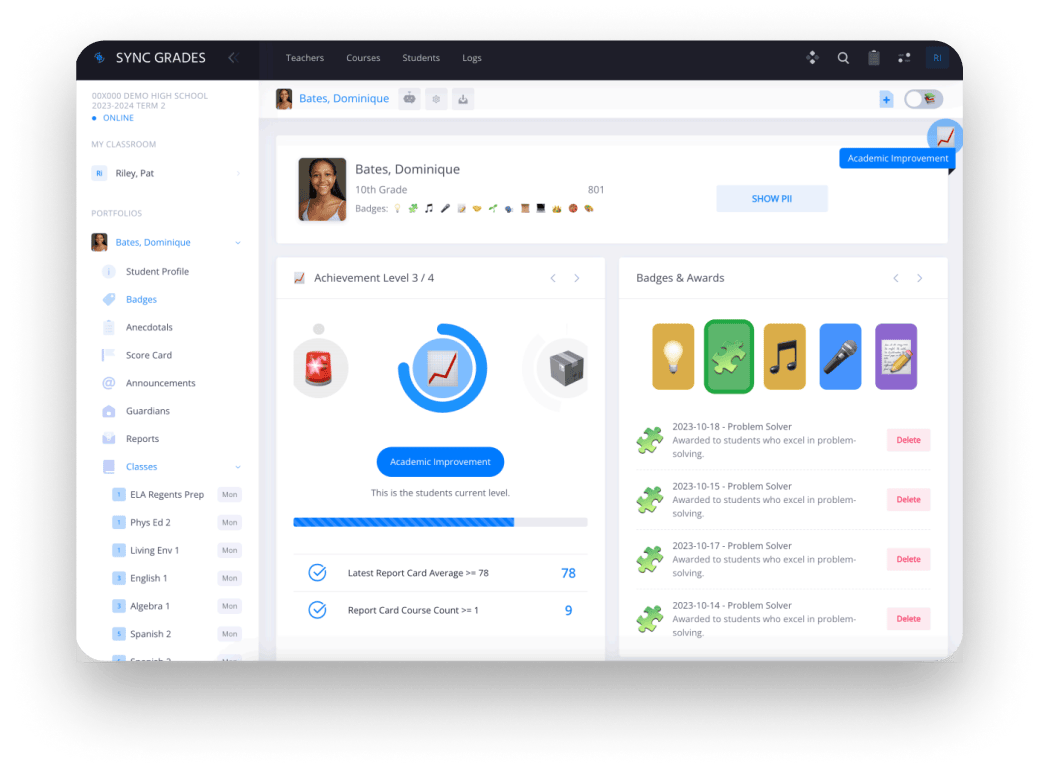 SYNC GRADES
Teachers Courses Students Logs
RI
00X000 DEMO HIGH SCHOOL
2023-2024 TERM 2
ONLINE
MY CLASSROOM
RI Riley, Pat
PORTFOLIOS
Bates, Dominique
Student Profile
Badges
Anecdotals
Score Card
Announcements
Guardians
Reports
Classes
1 ELA Regents Prep Mon
1 Phys Ed 2 Mon
1 Living Env 1 Mon
3 English 1 Mon
3 Algebra 1 Mon
5 Spanish 2 Mon
Bates, Dominique
Academic Improvement
Bates, Dominique
10th Grade 801
Badges:
SHOW PII
Achievement Level 3 / 4
Academic Improvement
This is the students current level.
Latest Report Card Average >= 78 78
Report Card Course Count >= 1 9
Badges & Awards
2023-10-18 - Problem Solver
Awarded to students who excel in problem-
solving.
Delete
2023-10-15 - Problem Solver
Awarded to students who excel in problem-
solving.
Delete
2023-10-17 - Problem Solver
Awarded to students who excel in problem-
solving.
Delete
2023-10-14 - Problem Solver
Awarded to students who excel in problem-
solving.
Delete